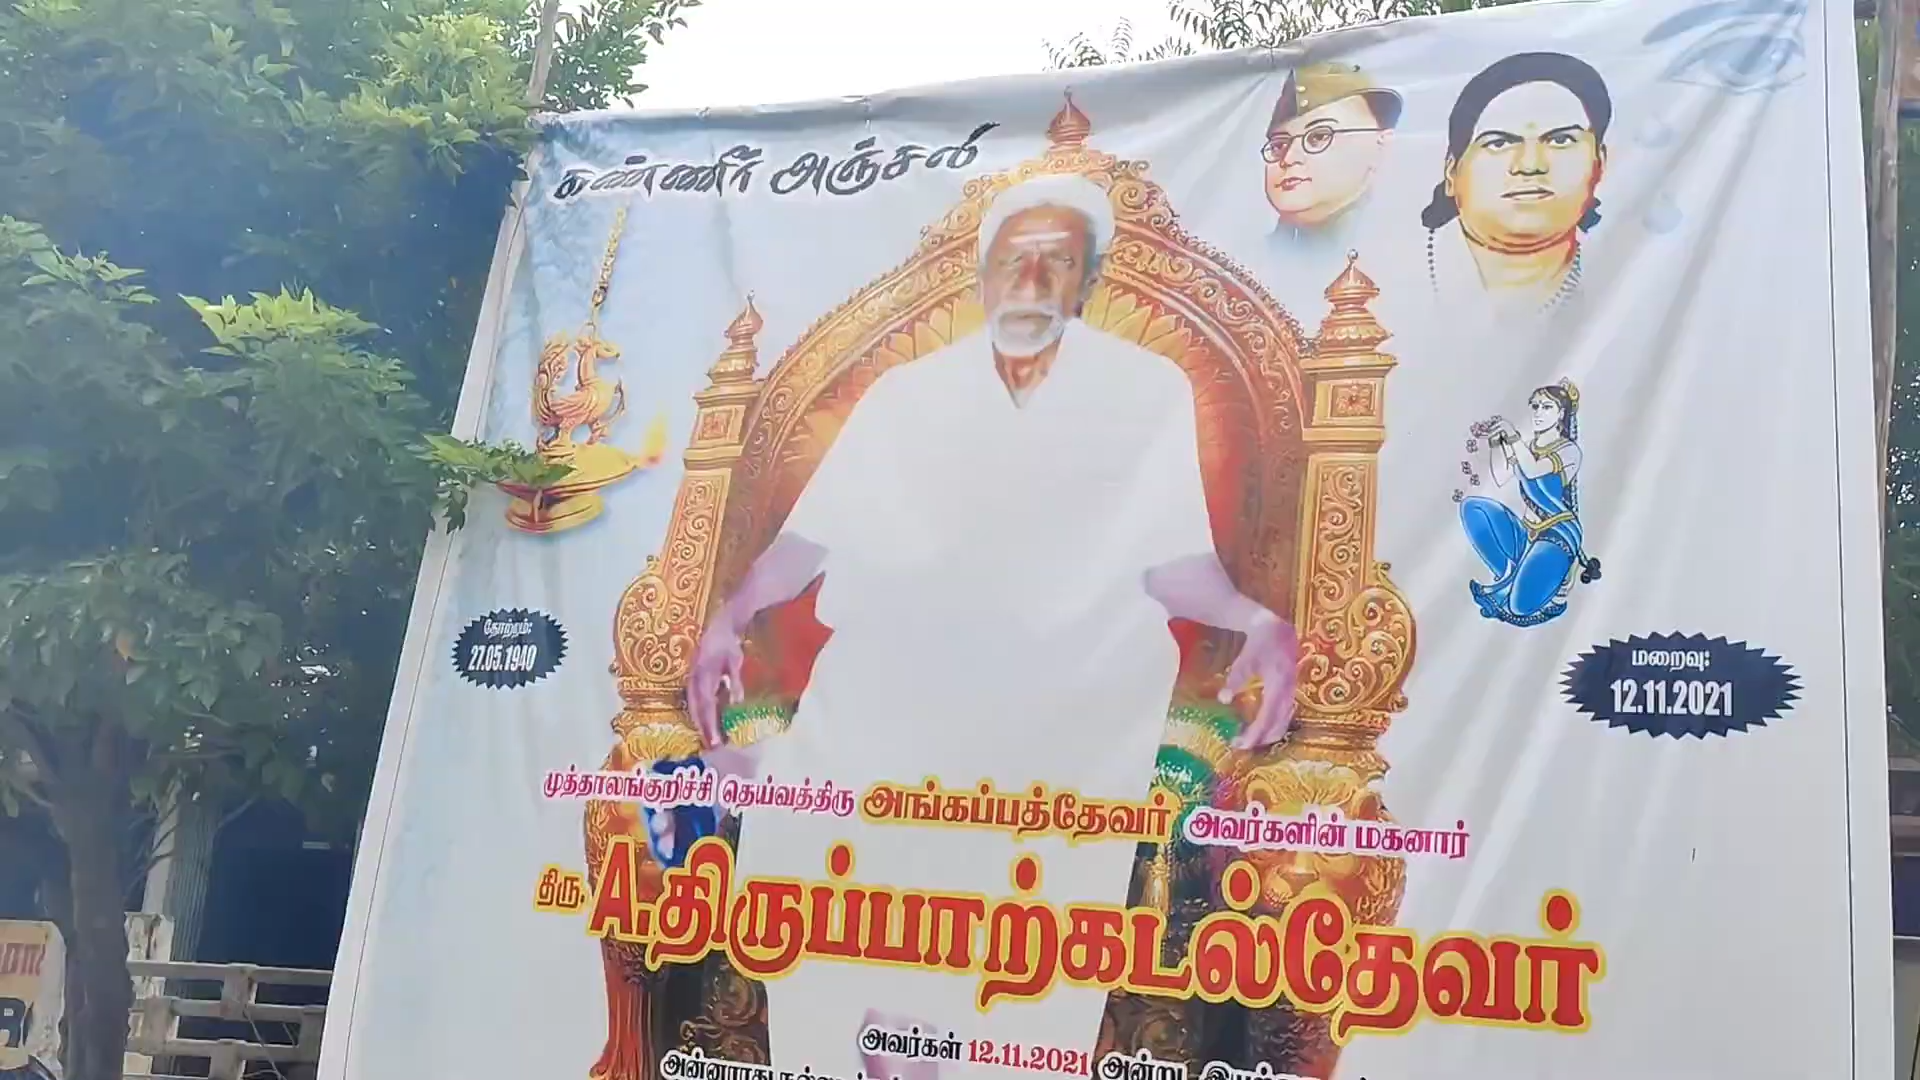 கண்ணீர் அஞ்சலி
தோற்றம்:
27.05.1940
மறைவு:
12.11.2021
முத்தாலங்குறிச்சி தெய்வத்திரு அங்கப்பத்தேவர் அவர்களின் மகனார்
திரு. A.திருப்பாற்கடல்தேவர்
அவர்கள் 12.11.2021 அன்று